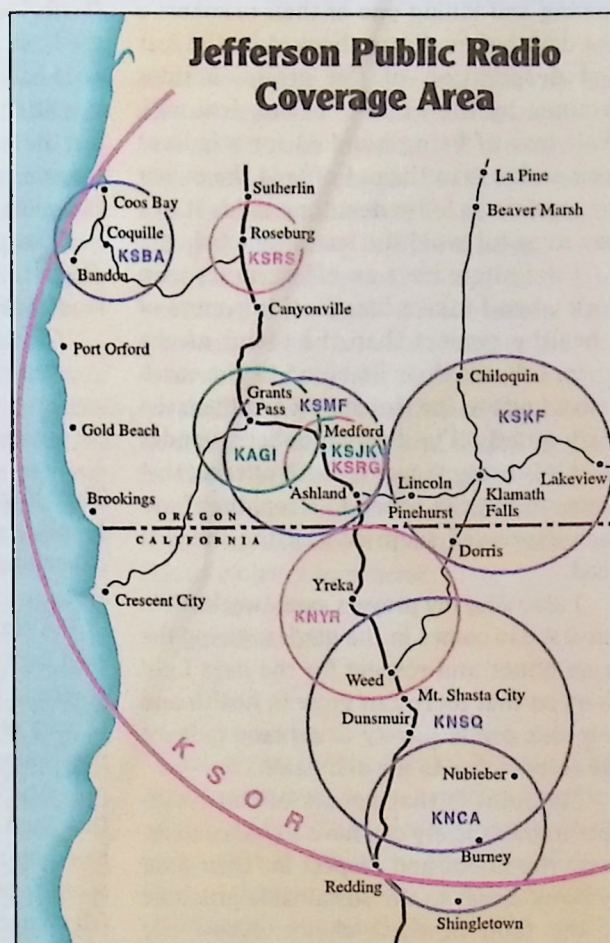 Jefferson Public Radio
Coverage Area
La Pine
Sutherlin
Coos Bay
Beaver Marsh
Coquille
KSBA
Roseburg
KSRS
Bandon
Canyonville
Port Orford
Chiloquin
Grants
Pass
KSMF
KSKF
Gold Beach
Medford
KAGI
KSJK
KSRG
Lakeview
Ashland
Lincoln
Pinehurst
Klamath
Falls
Brookings
OREGON
CALIFORNIA
Dorris
Yreka
Crescent City
KNYR
Weed
Mt. Shasta City
Dunsmuir
KNSQ
KSOR
Nubieber
KNCA
Burney
Redding
Shingletown